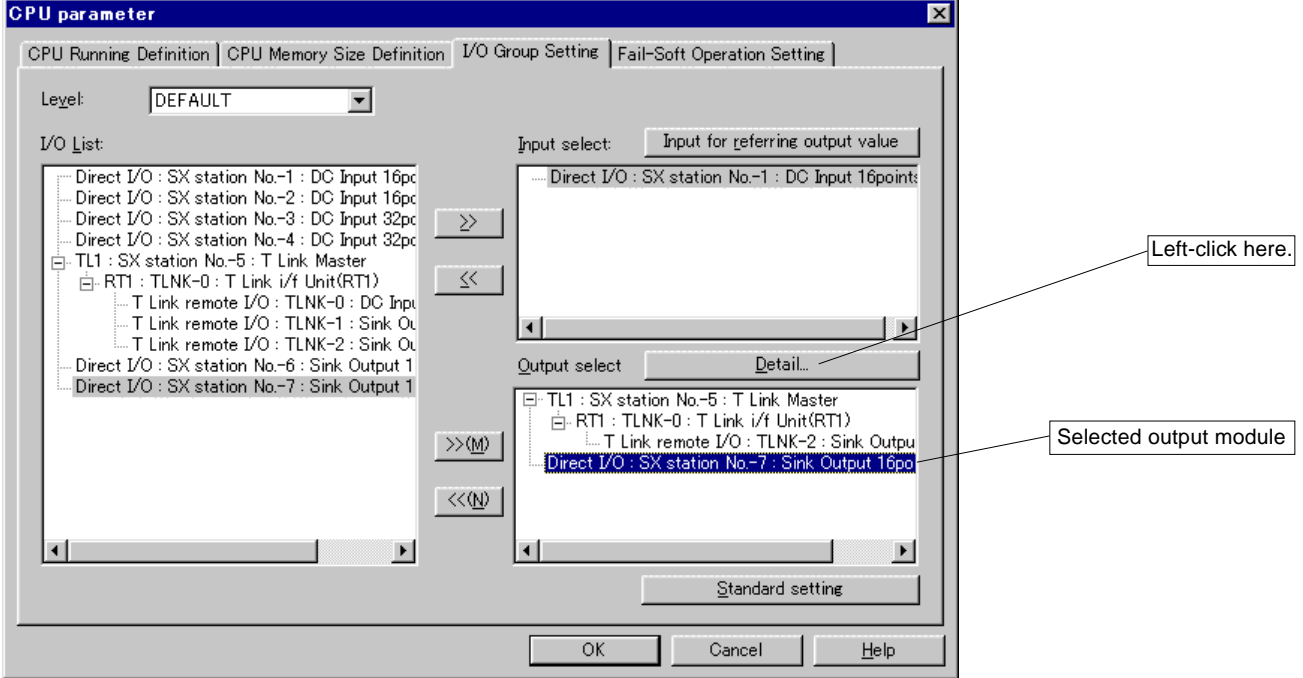 CPU parameter
CPU Running Definition
CPU Memory Size Definition
I/O Group Setting
Fail-Soft Operation Setting
Level:
DEFAULT
I/O List:
Direct I/O : SX station No.-1 : DC Input 16po
Direct I/O : SX station No.-2 : DC Input 16po
Direct I/O : SX station No.-3 : DC Input 32po
Direct I/O : SX station No.-4 : DC Input 32po
TL1 : SX station No.-5 : T Link Master
RT1 : TLNK-0 : T Link i/f Unit(RT1)
T Link remote I/O : TLNK-0 : DC Inpu
T Link remote I/O : TLNK-1 : Sink Ou
T Link remote I/O : TLNK-2 : Sink Ou
Direct I/O : SX station No.-6 : Sink Output 1
Direct I/O : SX station No.-7 : Sink Output 1
>>
<<
>>(M)
<<(N)
Input select:
Input for referring output value
Direct I/O : SX station No.-1 : DC Input 16points
Output select
Detail...
TL1 : SX station No.-5 : T Link Master
RT1 : TLNK-0 : T Link i/f Unit(RT1)
T Link remote I/O : TLNK-2 : Sink Outpu
Direct I/O : SX station No.-7 : Sink Output 16po
Standard setting
OK
Cancel
Help
Left-click here.
Selected output module